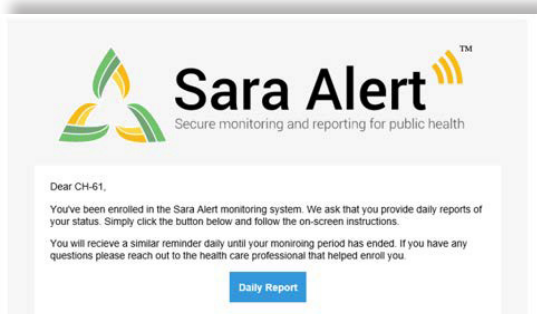 Sara Alert™
Secure monitoring and reporting for public health
Dear CH-61,
You've been enrolled in the Sara Alert monitoring system. We ask that you provide daily reports of
your status. Simply click the button below and follow the on-screen instructions.
You will recieve a similar reminder daily until your moniroing period has ended. If you have any
questions please reach out to the health care professional that helped enroll you.
Daily Report